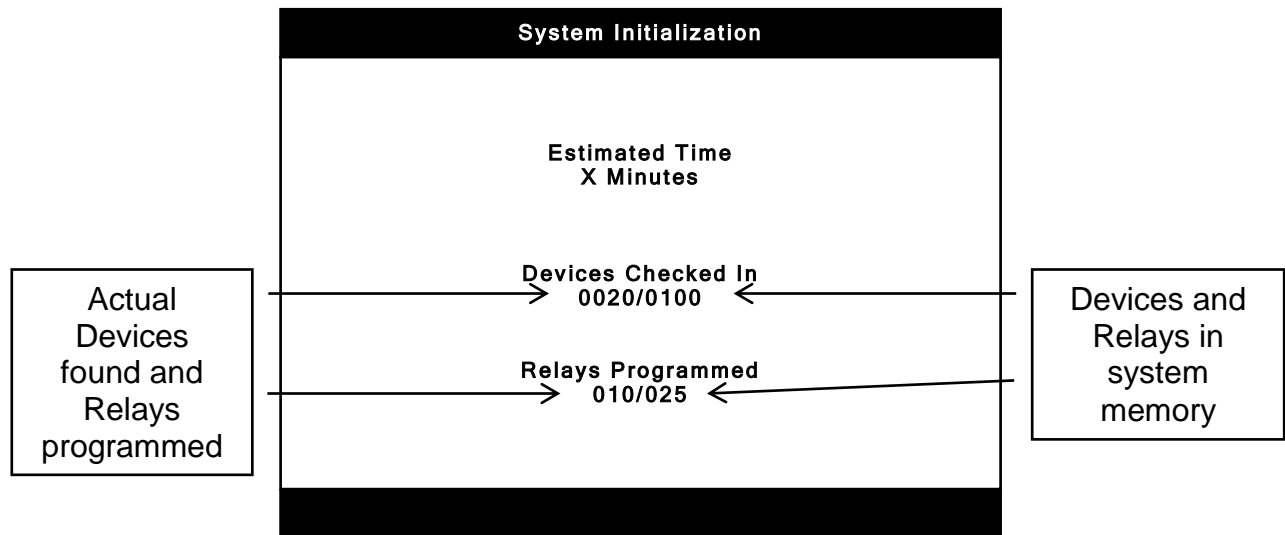 System Initialization
Estimated Time
X Minutes
Devices Checked In
0020/0100
Relays Programmed
010/025
Actual
Devices
found and
Relays
programmed
Devices and
Relays in
system
memory